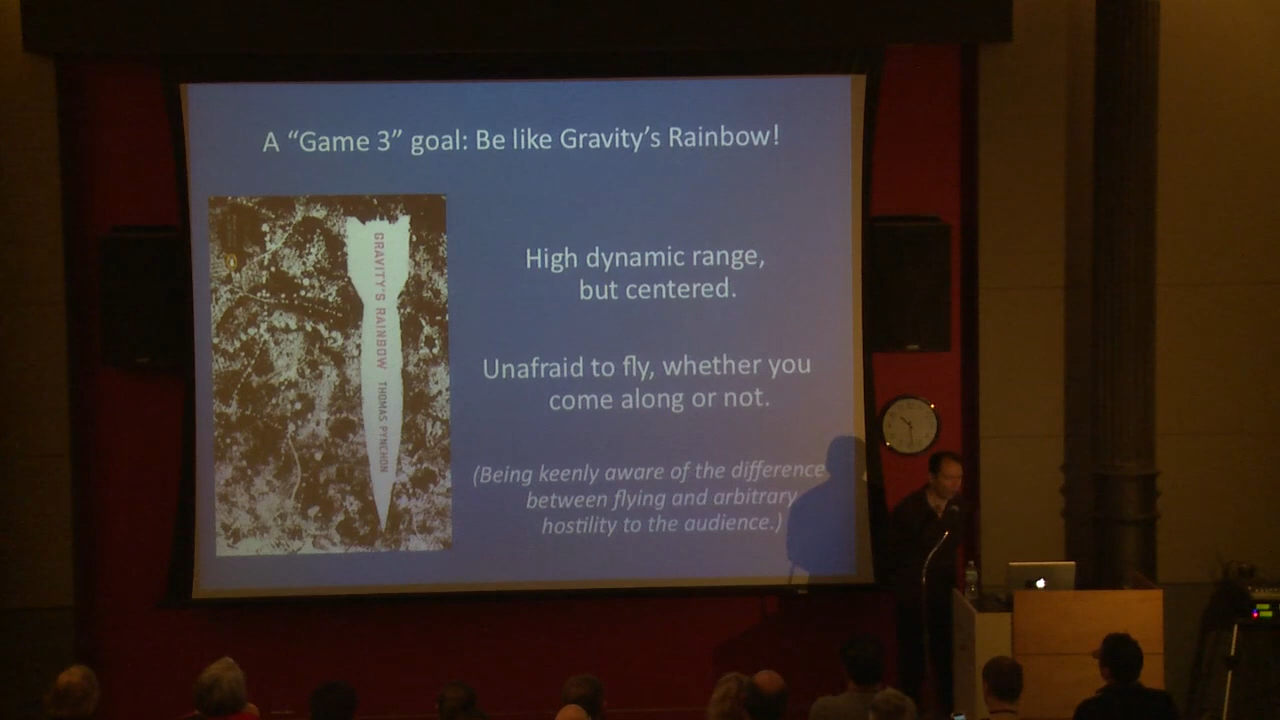 A “Game 3” goal: Be like Gravity’s Rainbow!
GRAVITY'S RAINBOW THOMAS PYNCHON
High dynamic range,
but centered.
Unafraid to fly, whether you
come along or not.
(Being keenly aware of the difference
between flying and arbitrary
hostility to the audience.)